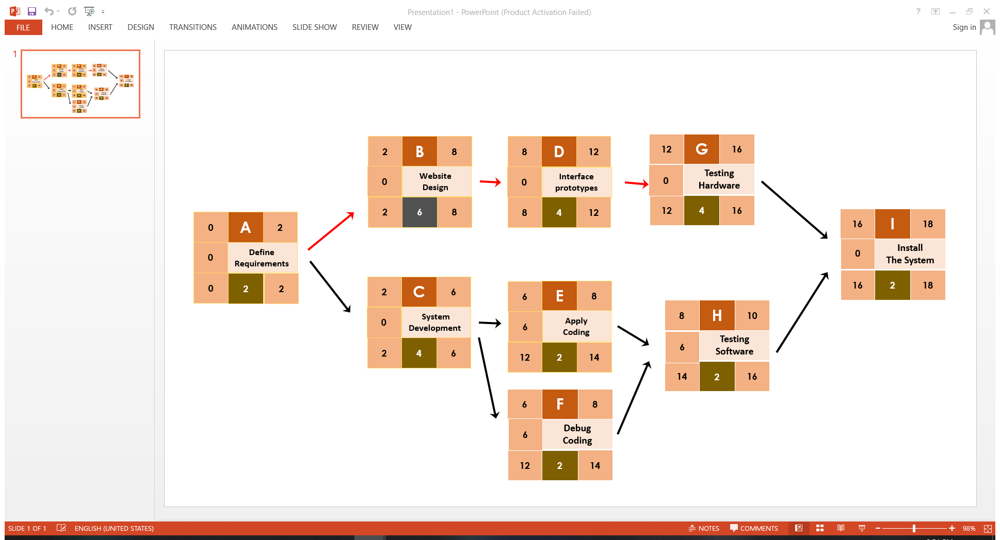 Presentation1 - PowerPoint (Product Activation Failed)
?
FILE HOME INSERT DESIGN TRANSITIONS ANIMATIONS SLIDE SHOW REVIEW VIEW
Sign in
1
0 A 2
0 Define
Requirements
0 2 2
2 B 8
0 Website
Design
2 6 8
8 D 12
0 Interface
prototypes
8 4 12
12 G 16
0 Testing
Hardware
12 4 16
2 C 6
0 System
Development
2 4 6
6 E 8
6 Apply
Coding
12 2 14
6 F 8
6 Debug
Coding
12 2 14
8 H 10
6 Testing
Software
14 2 16
16 I 18
0 Install
The System
16 2 18
SLIDE 1 OF 1 ENGLISH (UNITED STATES) NOTES COMMENTS 98%